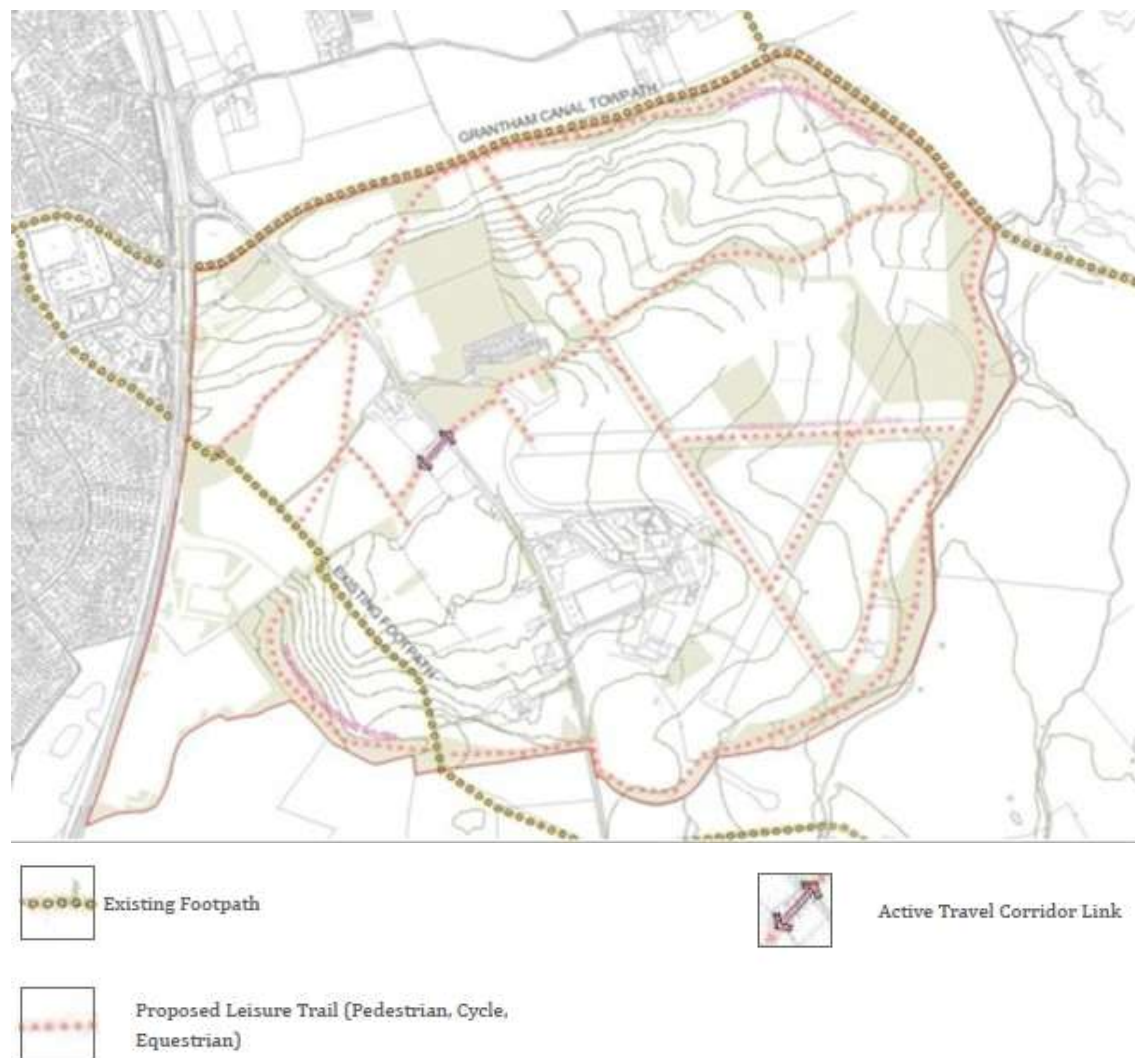 GRANTHAM CANAL TOWPATH
EXISTING FOOTPATH
Existing Footpath
Active Travel Corridor Link
Proposed Leisure Trail (Pedestrian, Cycle,
Equestrian)